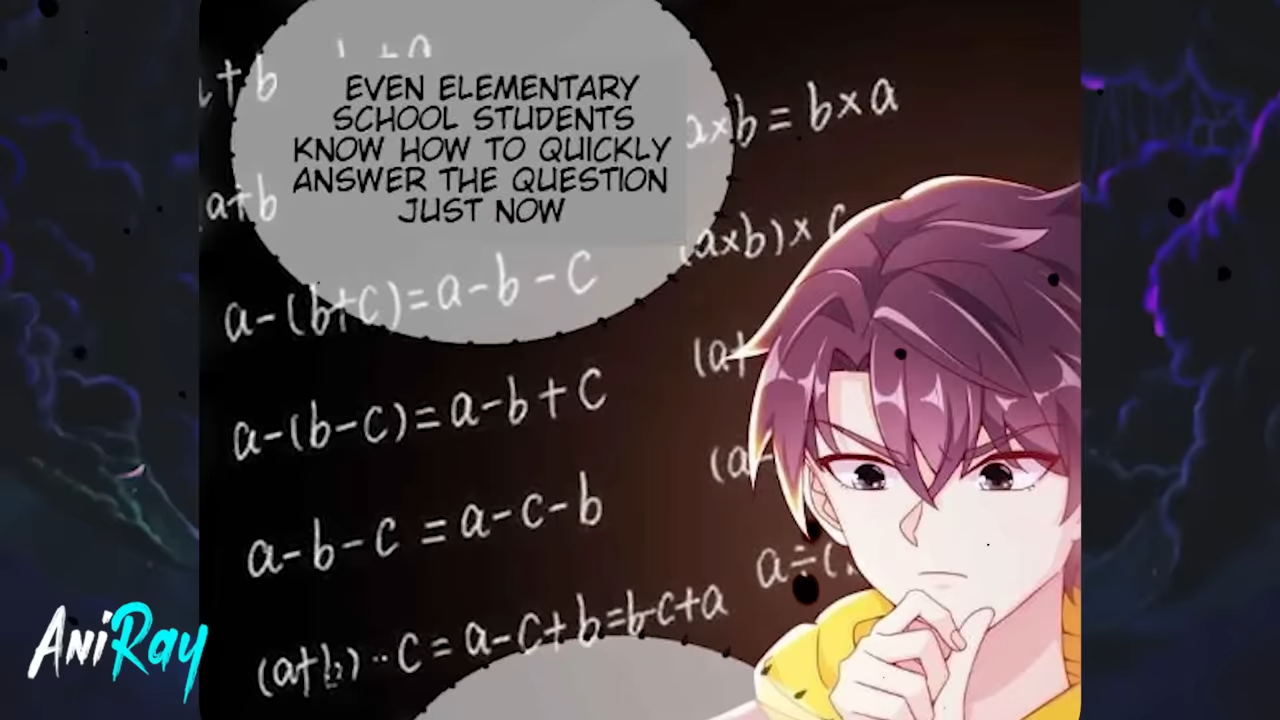 EVEN ELEMENTARY
SCHOOL STUDENTS
KNOW HOW TO QUICKLY
ANSWER THE QUESTION
JUST NOW
a+b
a×b = b×a
a+b
(a×b)×
a-(b+c)=a-b-c
(a+
a-(b-c)=a-b+c
(a-
a-b-c = a-c-b
a÷(
c = a-c+b=b-c+a
AniRay